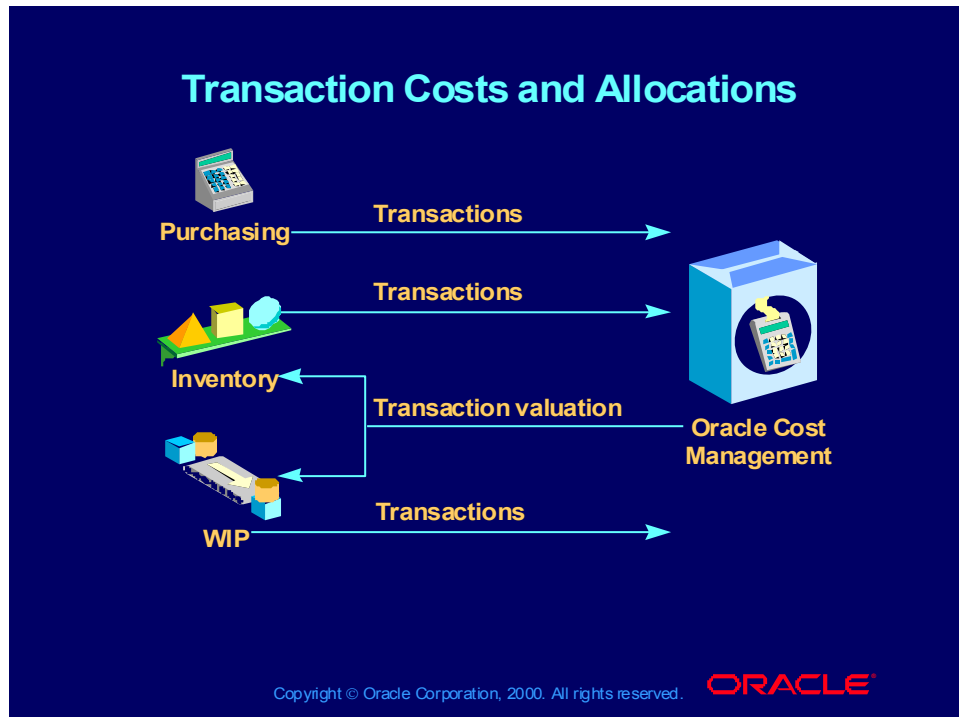 Transaction Costs and Allocations
Purchasing
Transactions
Transactions
Inventory
Transaction valuation
Oracle Cost
Management
WIP
Transactions
Copyright © Oracle Corporation, 2000. All rights reserved.
ORACLE®